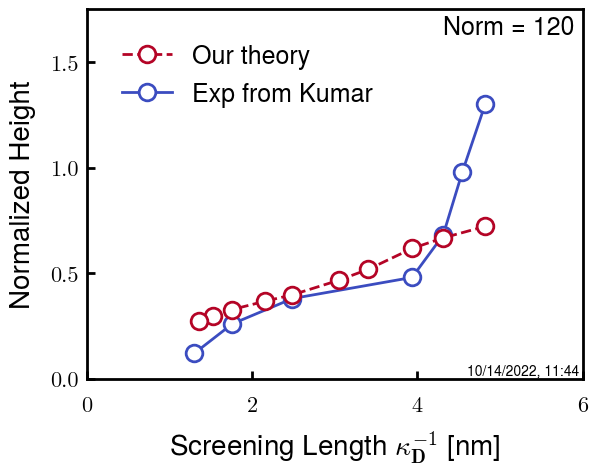 Norm = 120
Our theory
Exp from Kumar
Normalized Height
1.5
1.0
0.5
0.0
10/14/2022, 11:44
0 2 4 6
Screening Length κ_D^{-1} [nm]